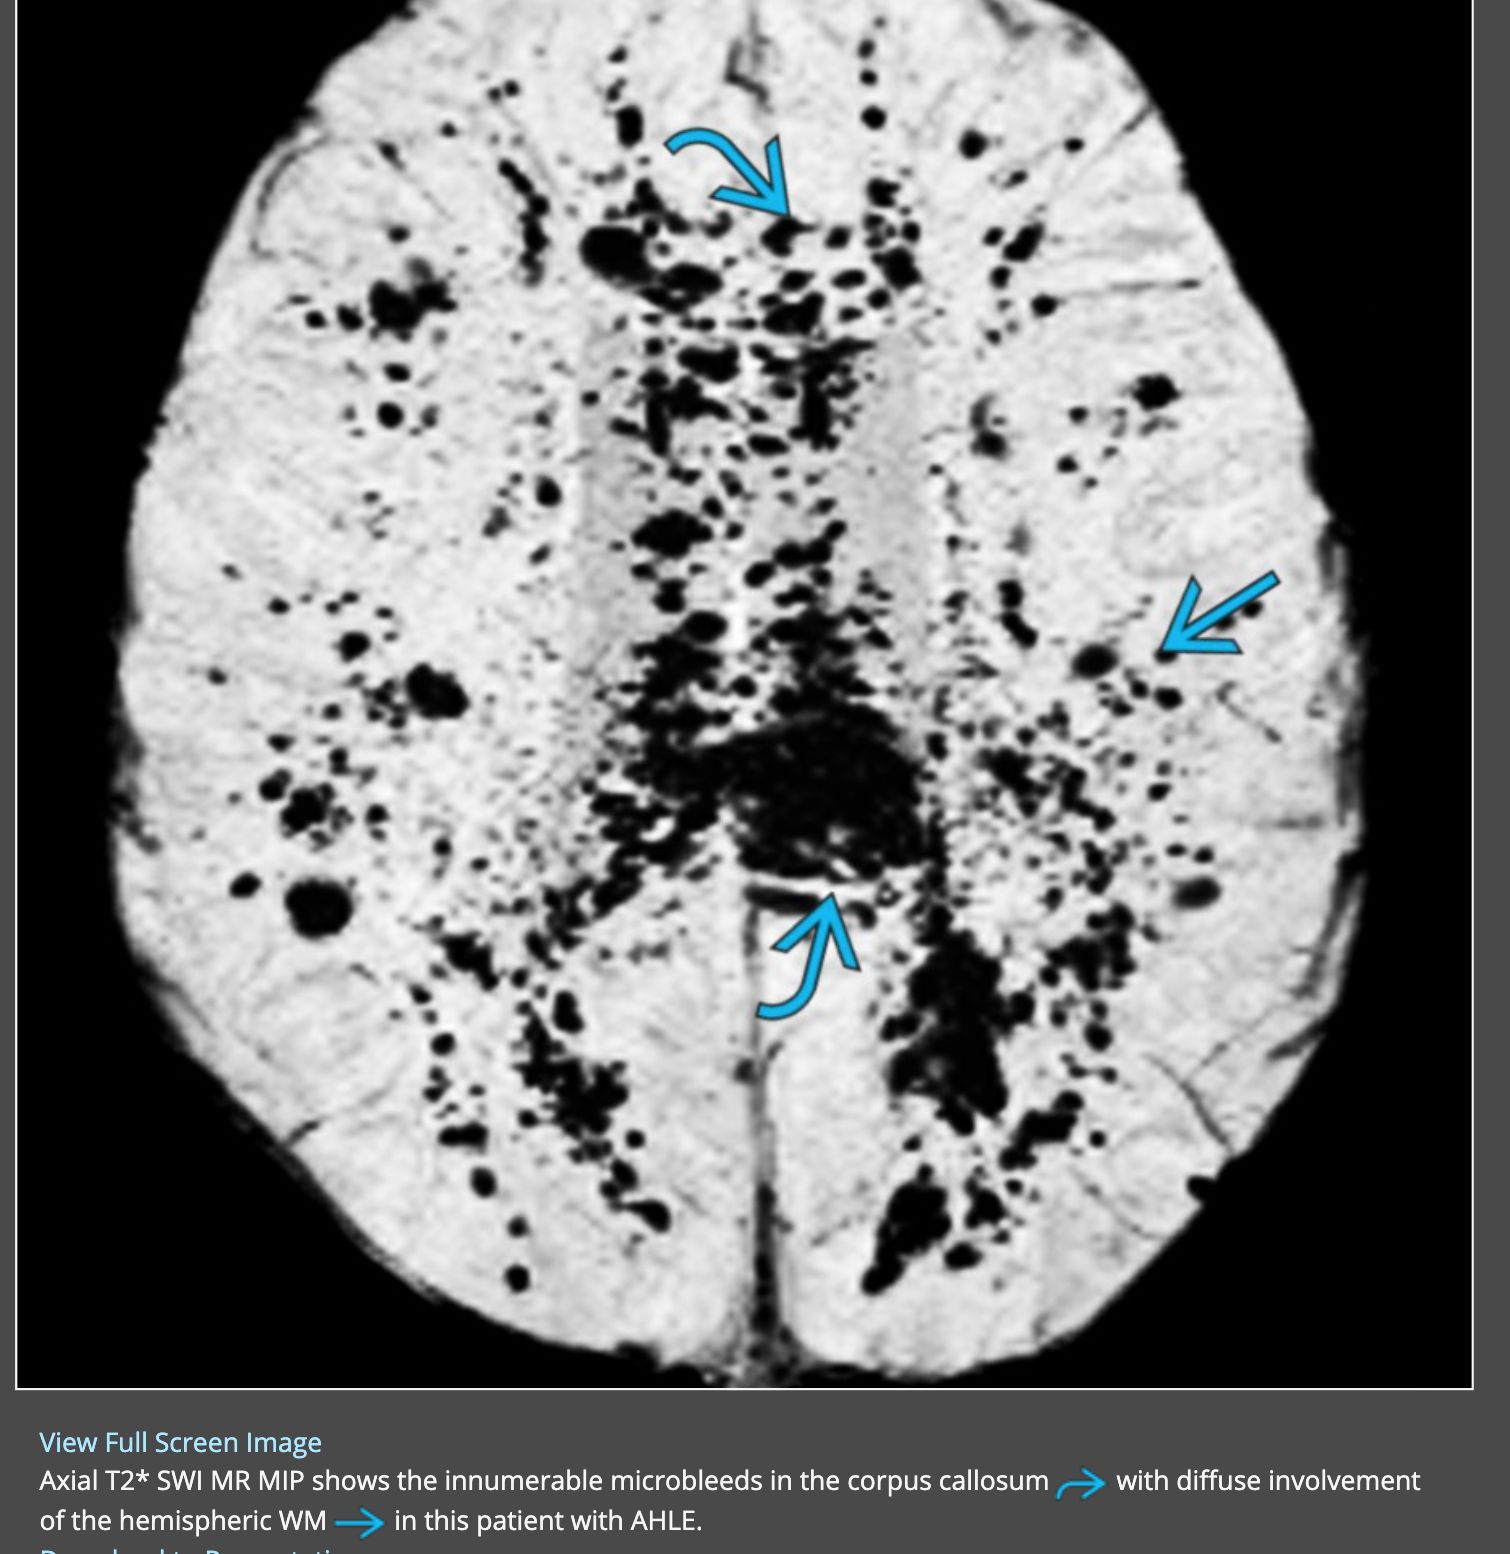 View Full Screen Image
Axial T2* SWI MR MIP shows the innumerable microbleeds in the corpus callosum with diffuse involvement
of the hemispheric WM in this patient with AHLE.